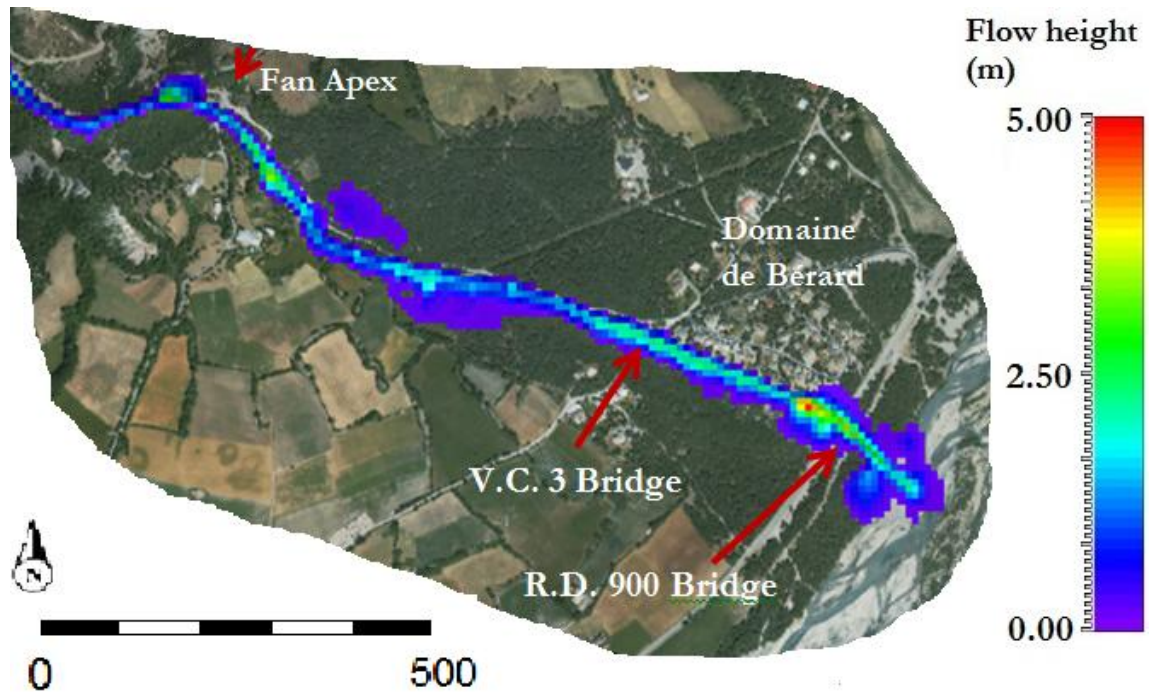 Flow height
(m)
Fan Apex
5.00
Domaine
de Bérard
2.50
V.C. 3 Bridge
R.D. 900 Bridge
0.00
N
0
500